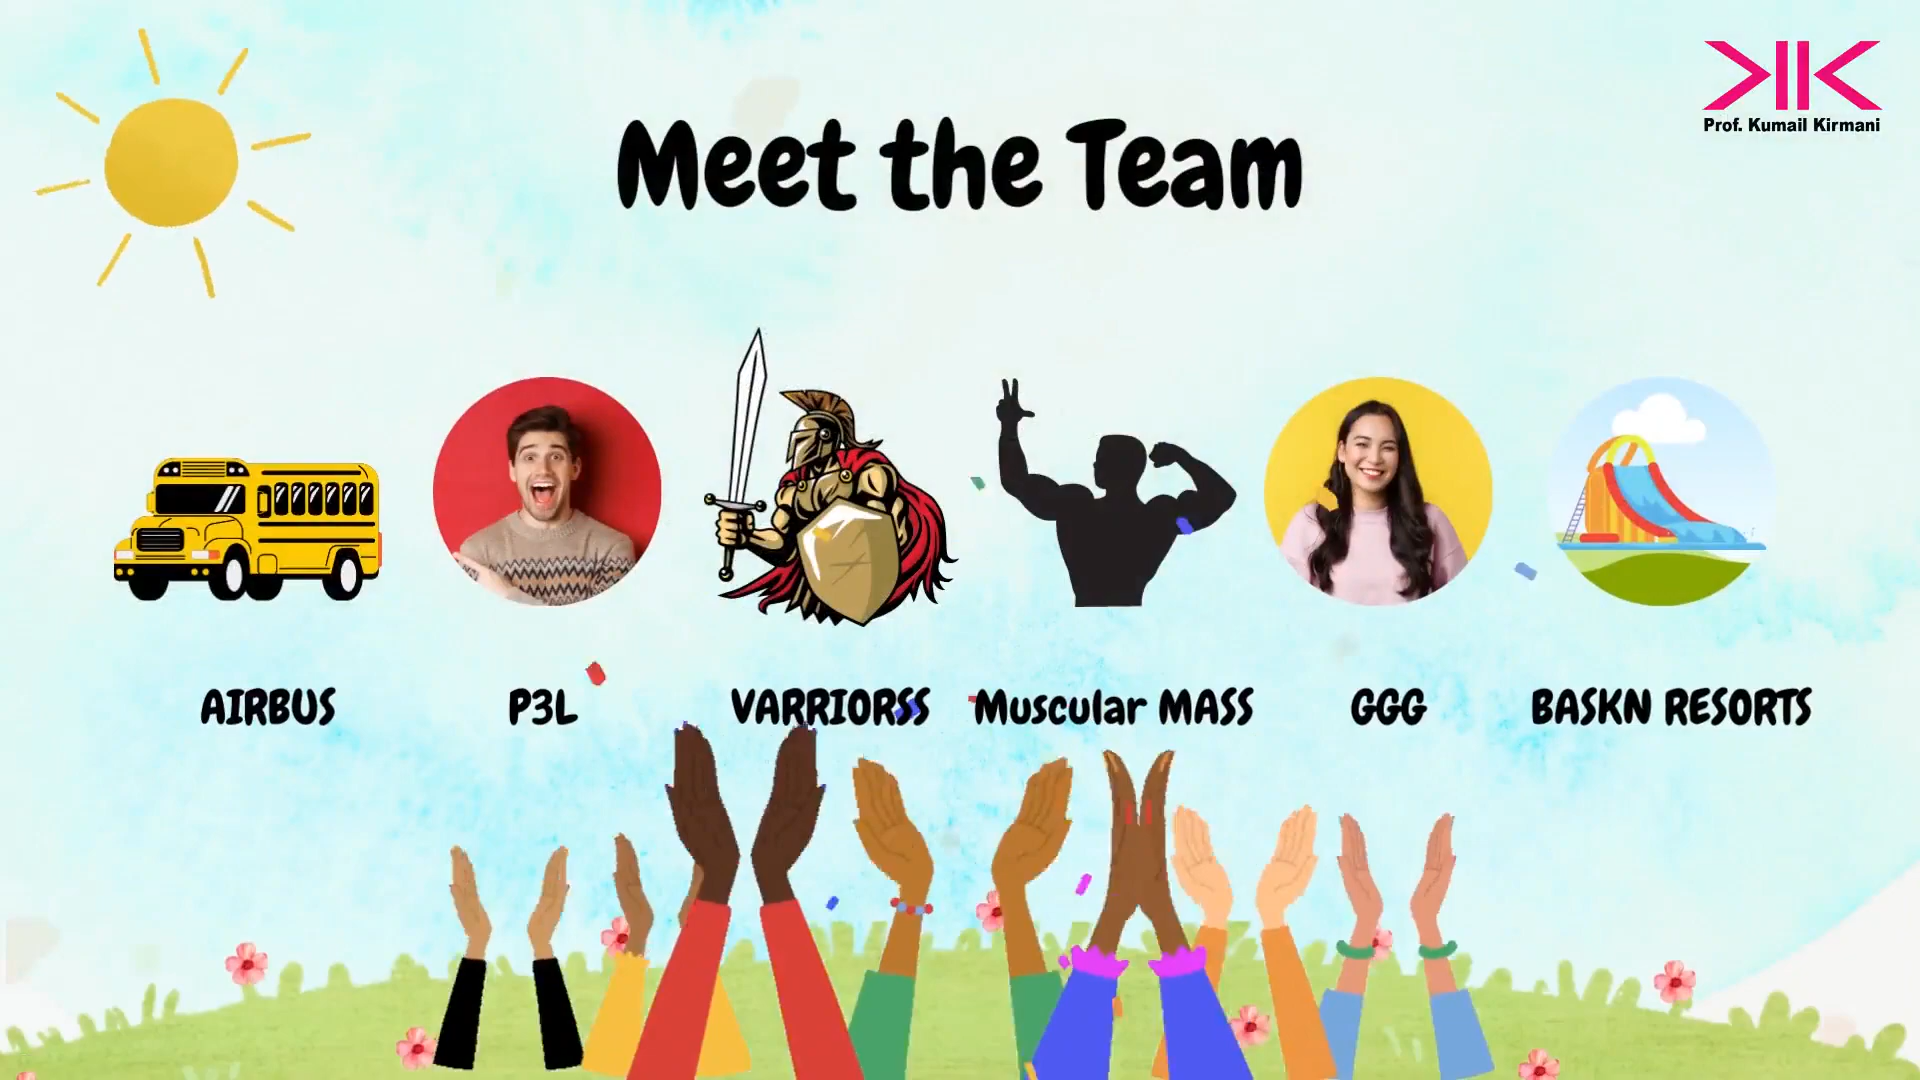 Prof. Kumail Kirmani
Meet the Team
AIRBUS
P3L
VARRIORSS
Muscular MASS
GGG
BASKN RESORTS